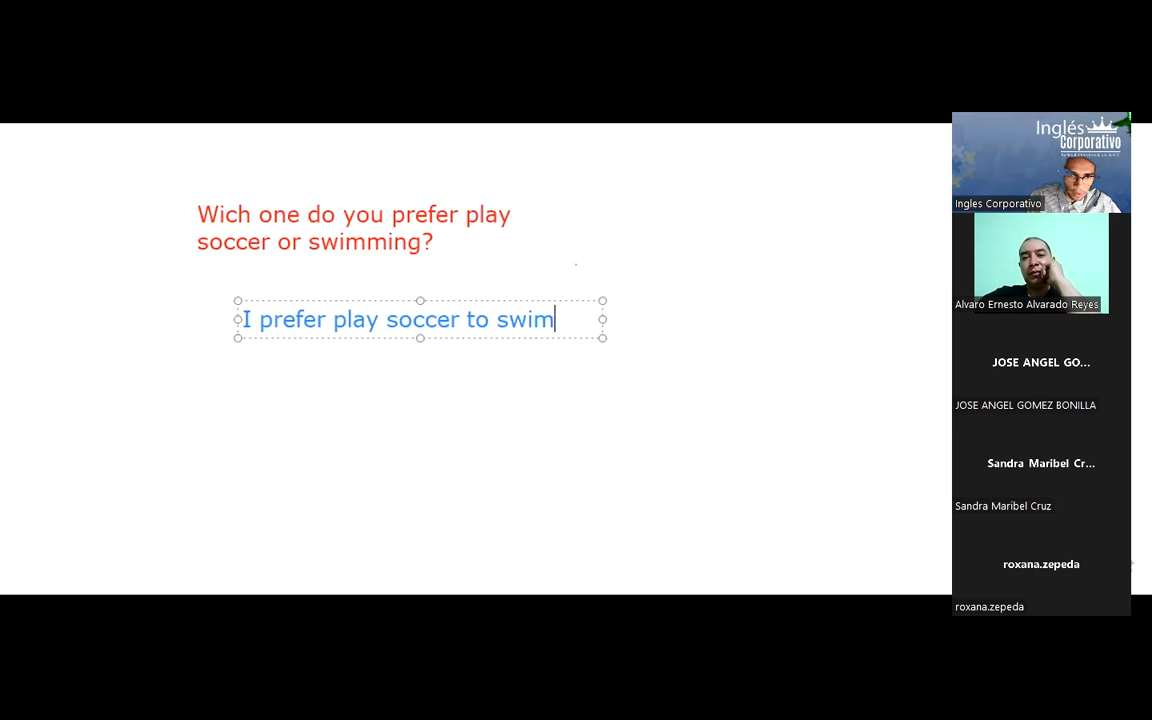 Wich one do you prefer play
soccer or swimming?
I prefer play soccer to swim
Inglés
Corporativo
Ingles Corporativo
Alvaro Ernesto Alvarado Reyes
JOSE ANGEL GO...
JOSE ANGEL GOMEZ BONILLA
Sandra Maribel Cr...
Sandra Maribel Cruz
roxana.zepeda
roxana.zepeda